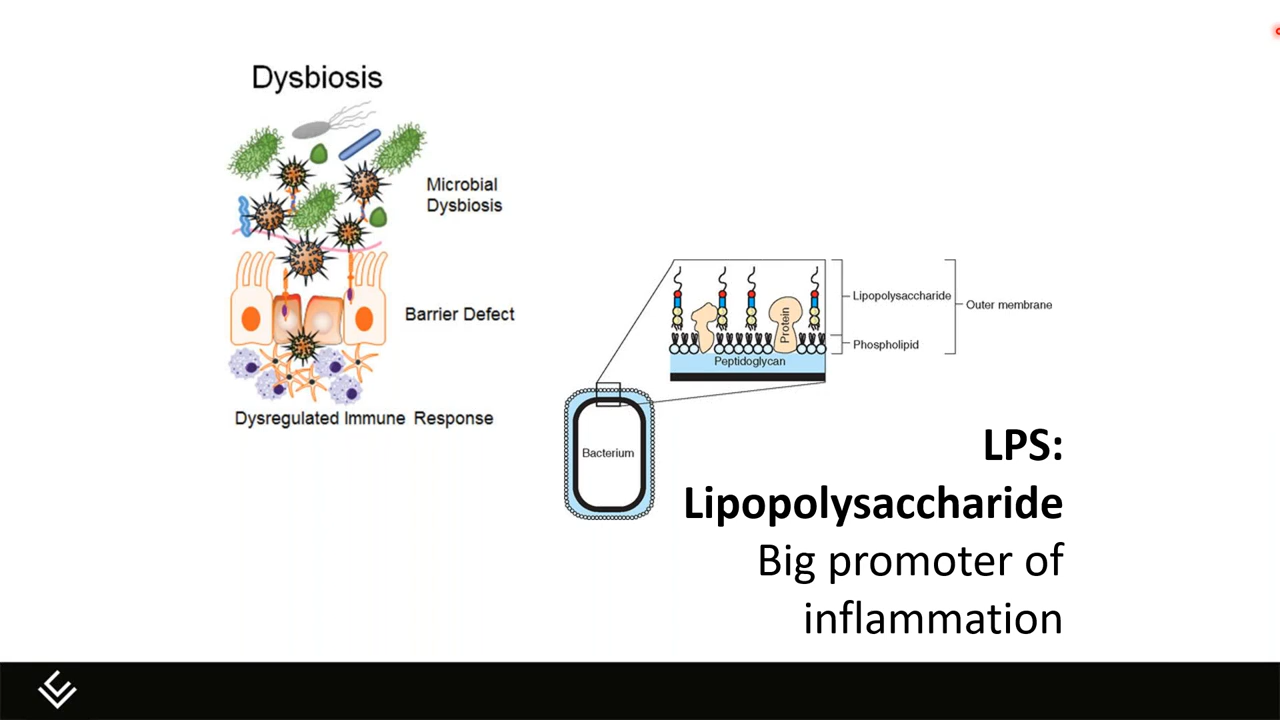 Dysbiosis
Microbial
Dysbiosis
Barrier Defect
Dysregulated Immune Response
Lipopolysaccharide
Outer membrane
Protein
Phospholipid
Peptidoglycan
Bacterium
LPS:
Lipopolysaccharide
Big promoter of
inflammation